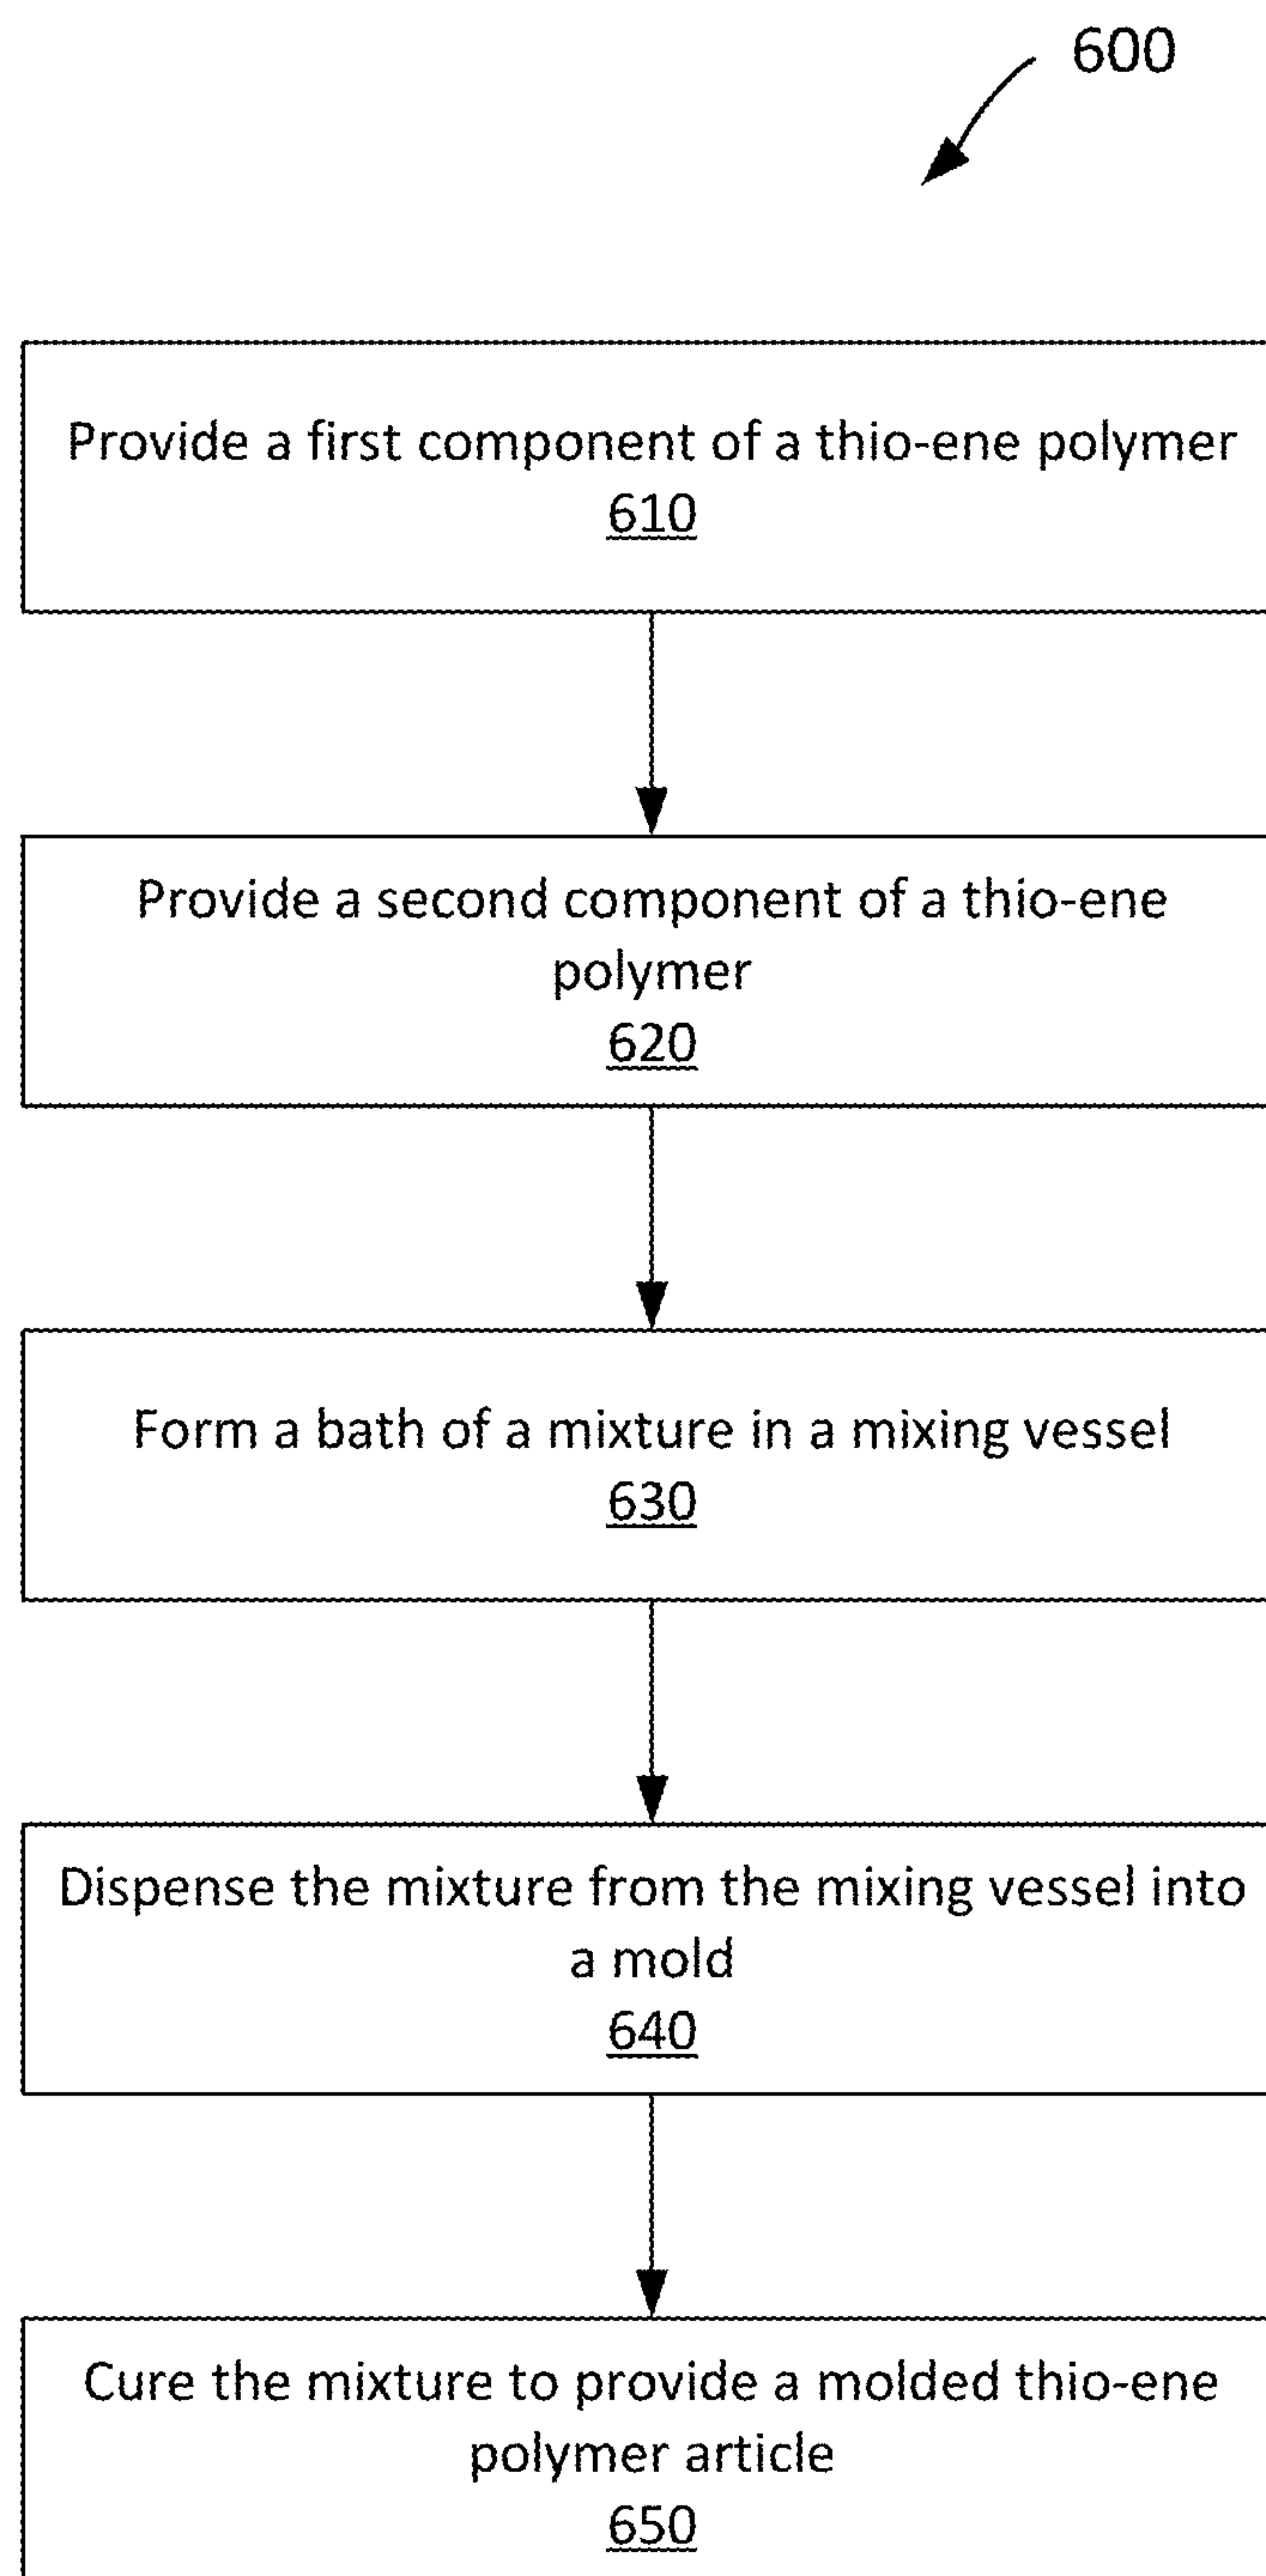 600
Provide a first component of a thio-ene polymer
610
Provide a second component of a thio-ene
polymer
620
Form a bath of a mixture in a mixing vessel
630
Dispense the mixture from the mixing vessel into
a mold
640
Cure the mixture to provide a molded thio-ene
polymer article
650